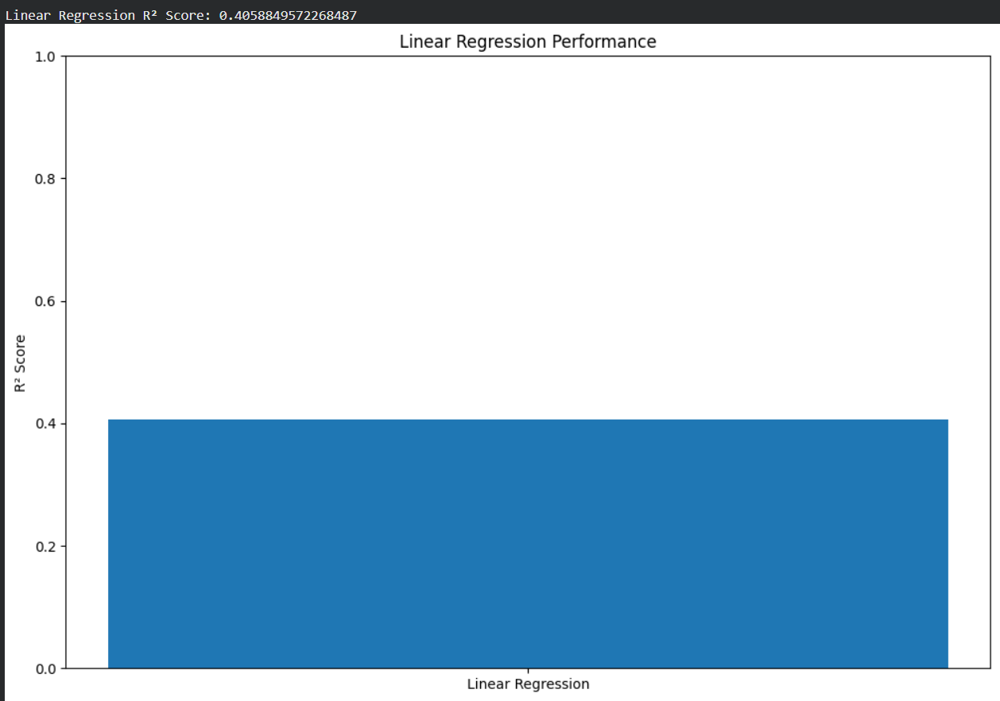 Linear Regression R² Score: 0.4058849572268487
Linear Regression Performance
1.0
0.8
0.6
0.4
0.2
0.0
R² Score
Linear Regression